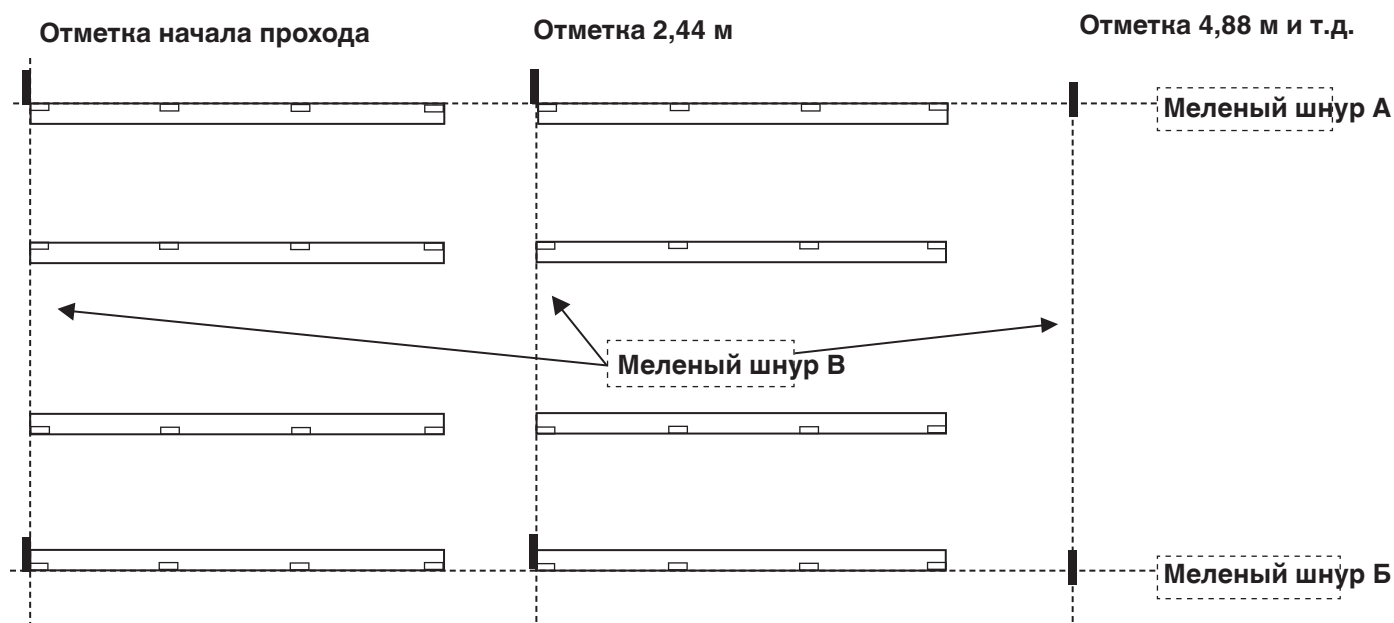 Отметка начала прохода
Отметка 2,44 м
Отметка 4,88 м и т.д.
Меленый шнур А
Меленый шнур В
Меленый шнур Б